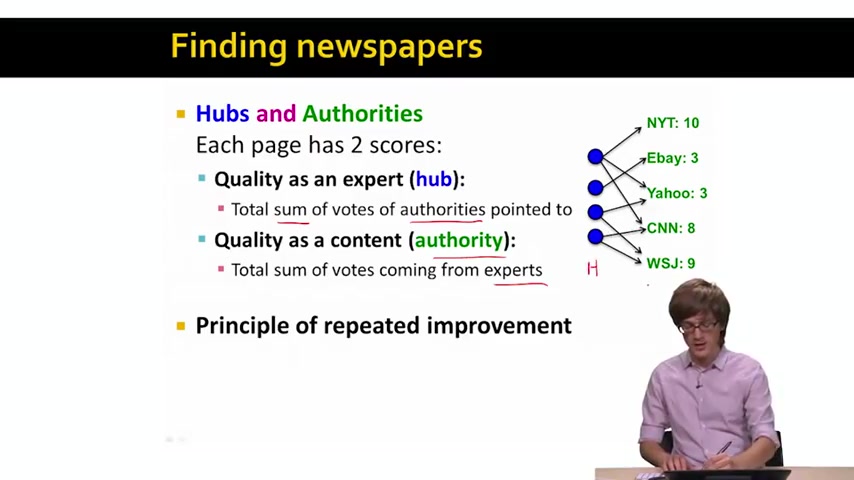 Finding newspapers
Hubs and Authorities
Each page has 2 scores:
Quality as an expert (hub):
Total sum of votes of authorities pointed to
Quality as a content (authority):
Total sum of votes coming from experts
Principle of repeated improvement
NYT: 10
Ebay: 3
Yahoo: 3
CNN: 8
WSJ: 9
H